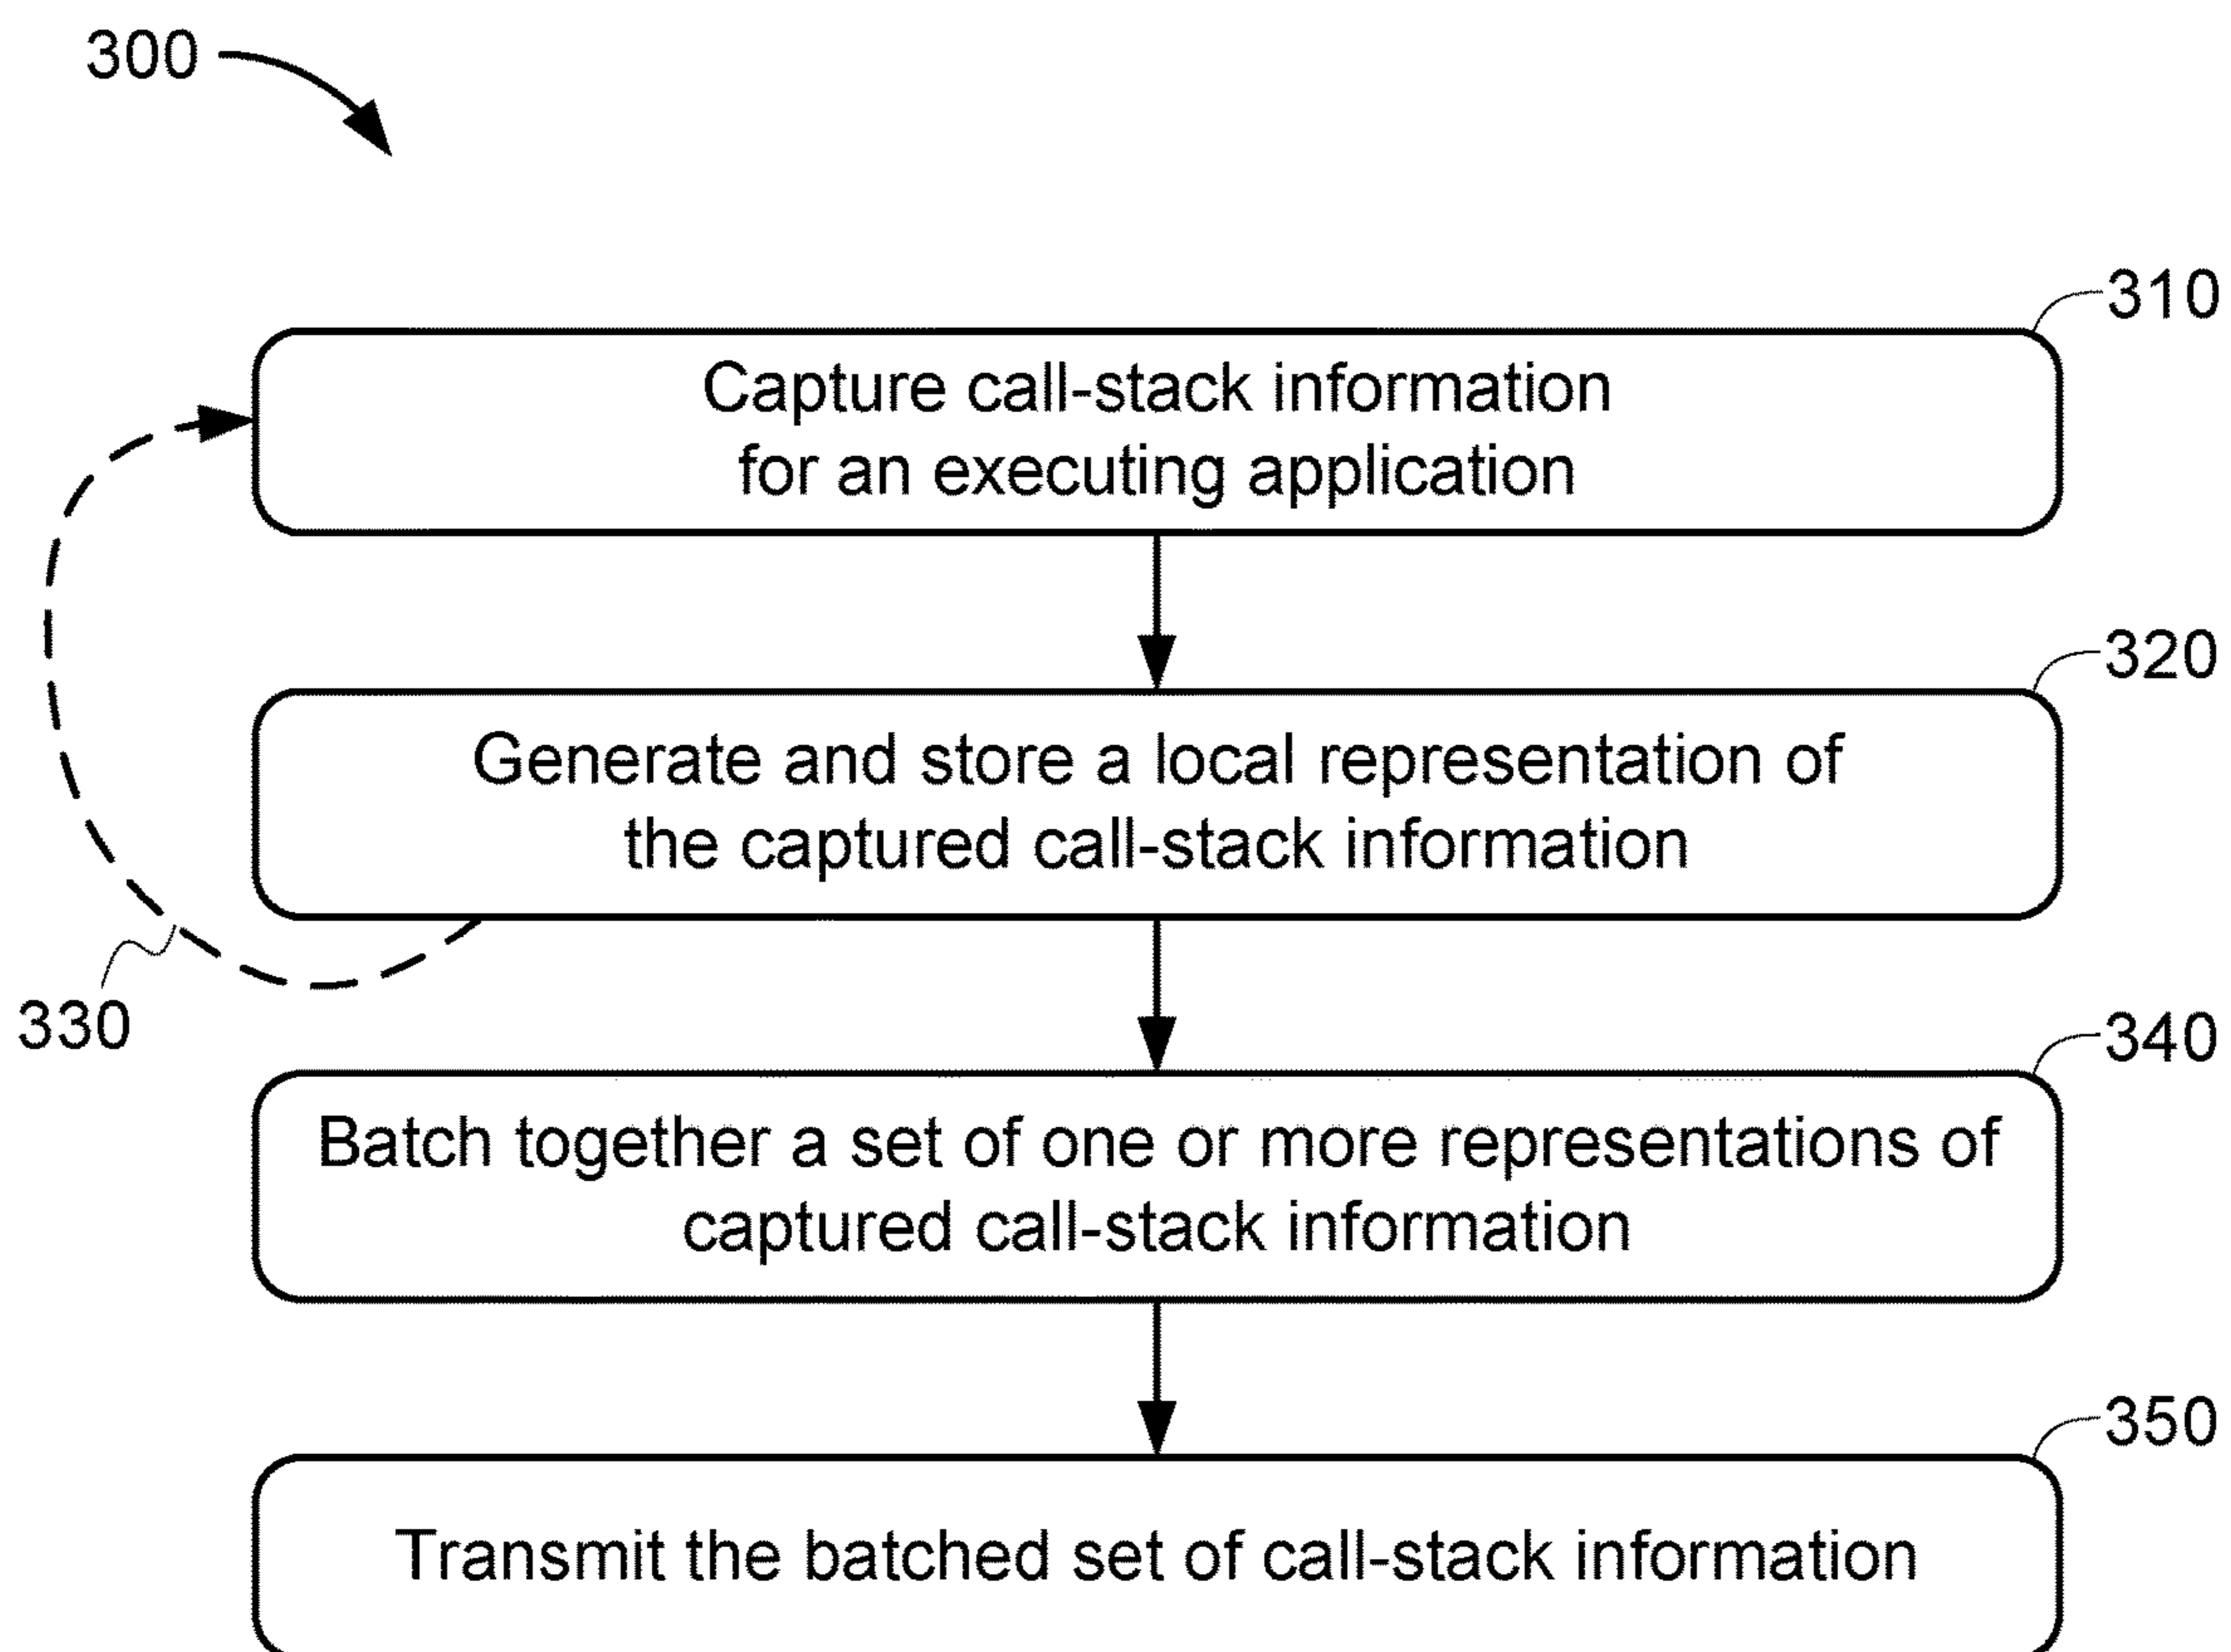 300
310
Capture call-stack information
for an executing application
320
Generate and store a local representation of
the captured call-stack information
330
340
Batch together a set of one or more representations of
captured call-stack information
350
Transmit the batched set of call-stack information